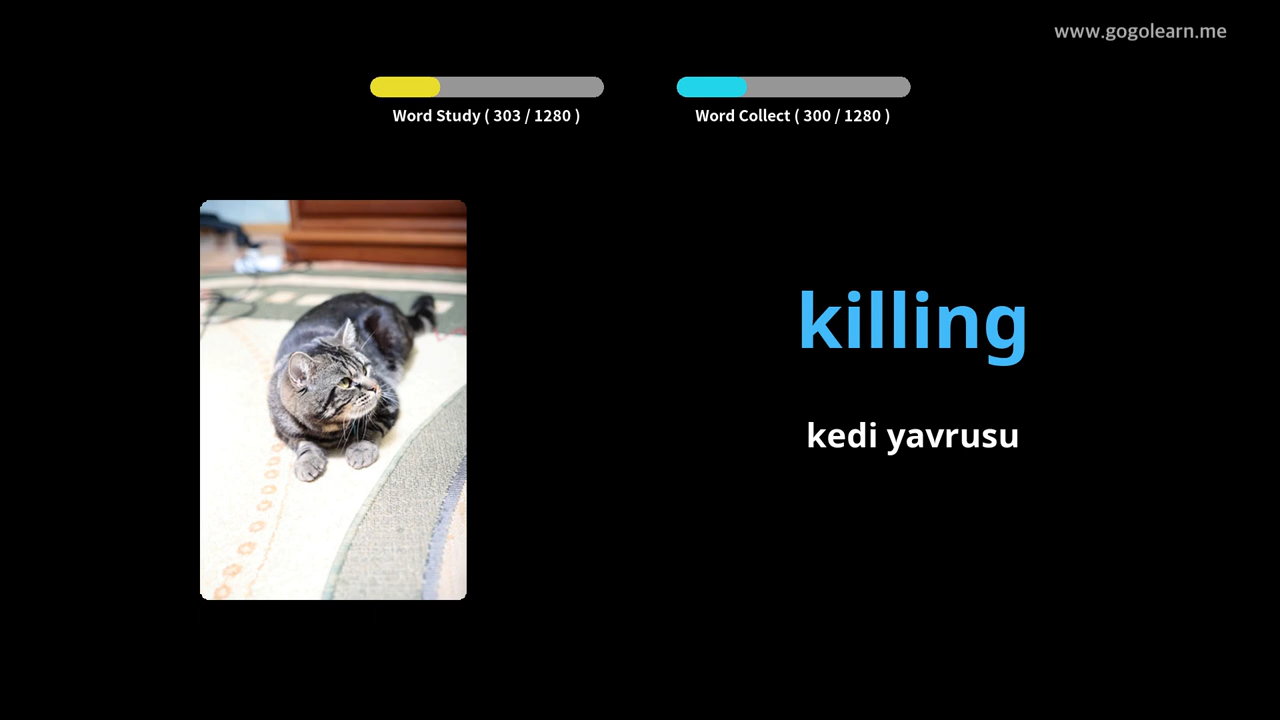 www.gogolearn.me
Word Study ( 303 / 1280 )
Word Collect ( 300 / 1280 )
killing
kedi yavrusu